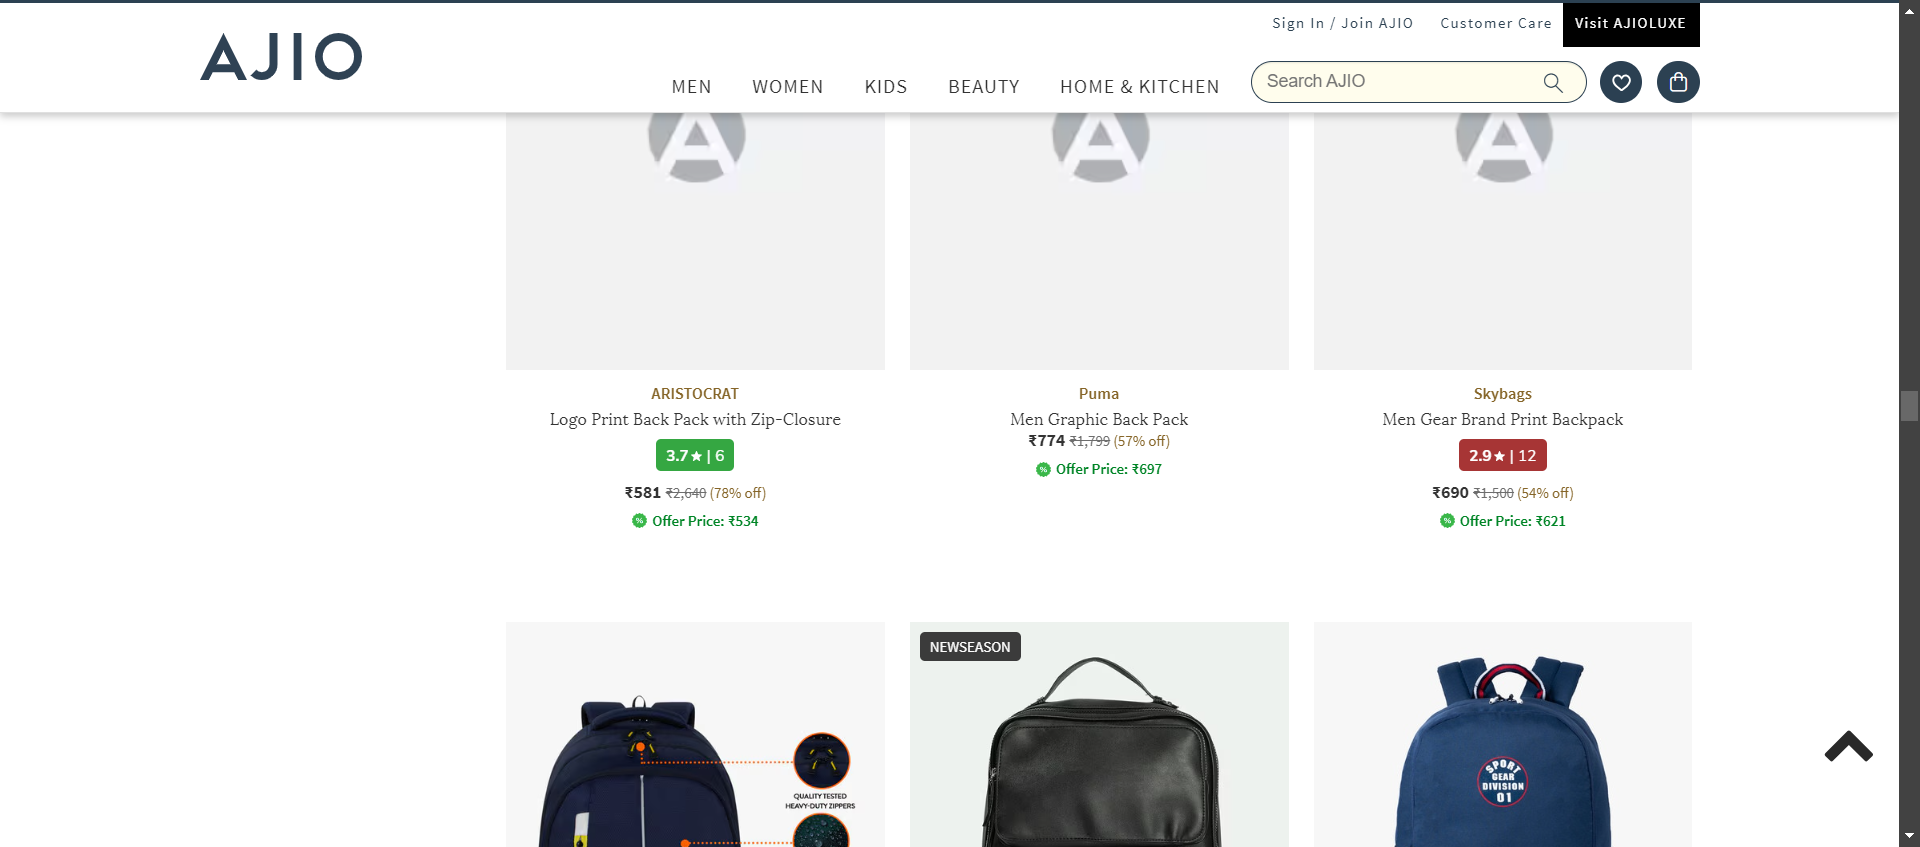 Sign In / Join AJIO
Customer Care
Visit AJIOLUXE
AJIO
MEN
WOMEN
KIDS
BEAUTY
HOME & KITCHEN
Search AJIO
A
A
A
ARISTOCRAT
Logo Print Back Pack with Zip-Closure
3.7★ | 6
₹581 ₹2,640 (78% off)
% Offer Price: ₹534
Puma
Men Graphic Back Pack
₹774 ₹1,799 (57% off)
% Offer Price: ₹697
Skybags
Men Gear Brand Print Backpack
2.9★ | 12
₹690 ₹1,500 (54% off)
% Offer Price: ₹621
QUALITY TESTED
HEAVY-DUTY ZIPPERS
NEWSEASON
SPORT
GEAR
DIVISION
01